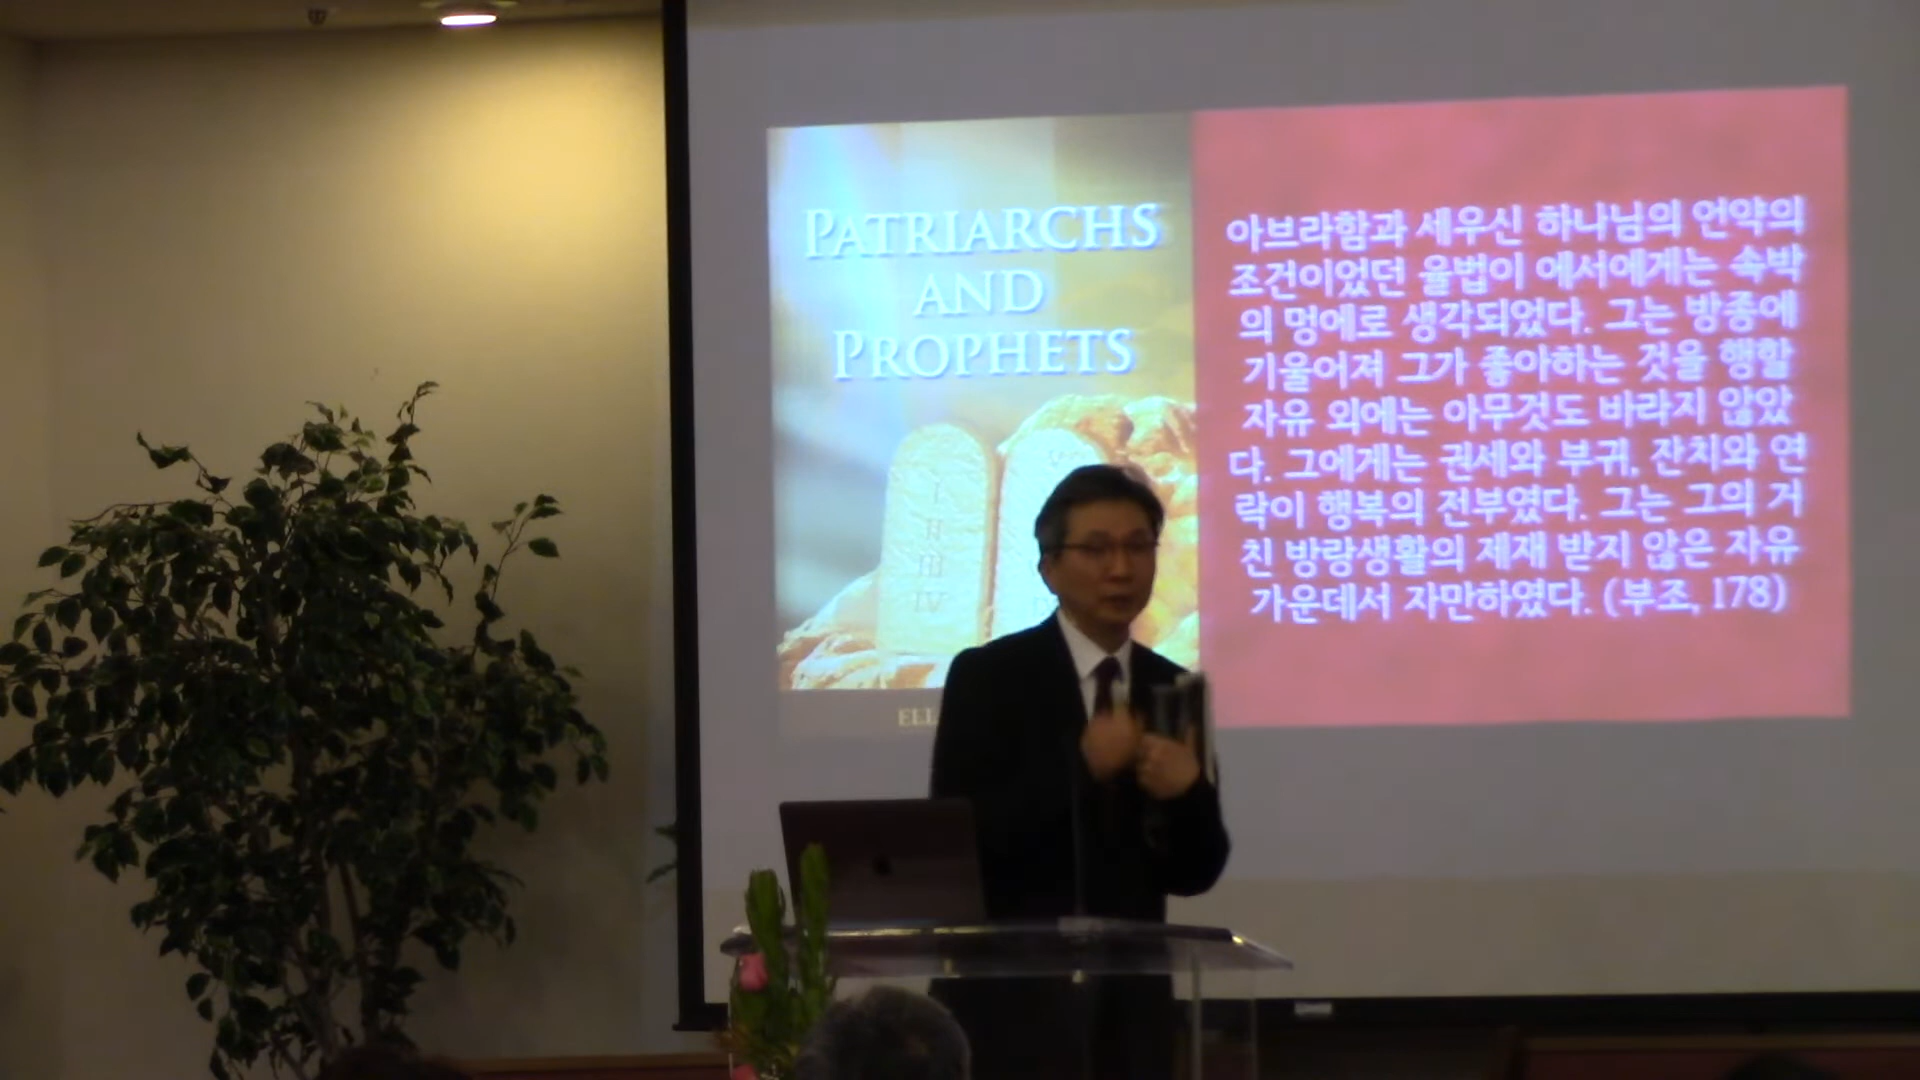 PATRIARCHS
AND
PROPHETS
I
II
III
IV
ELL
아브라함과 세우신 하나님의 언약의
조건이었던 율법이 에서에게는 속박
의 멍에로 생각되었다. 그는 방종에
기울어져 그가 좋아하는 것을 행할
자유 외에는 아무것도 바라지 않았
다. 그에게는 권세와 부귀, 잔치와 연
락이 행복의 전부였다. 그는 그의 거
친 방랑생활의 제재 받지 않은 자유
가운데서 자만하였다. (부조, 178)